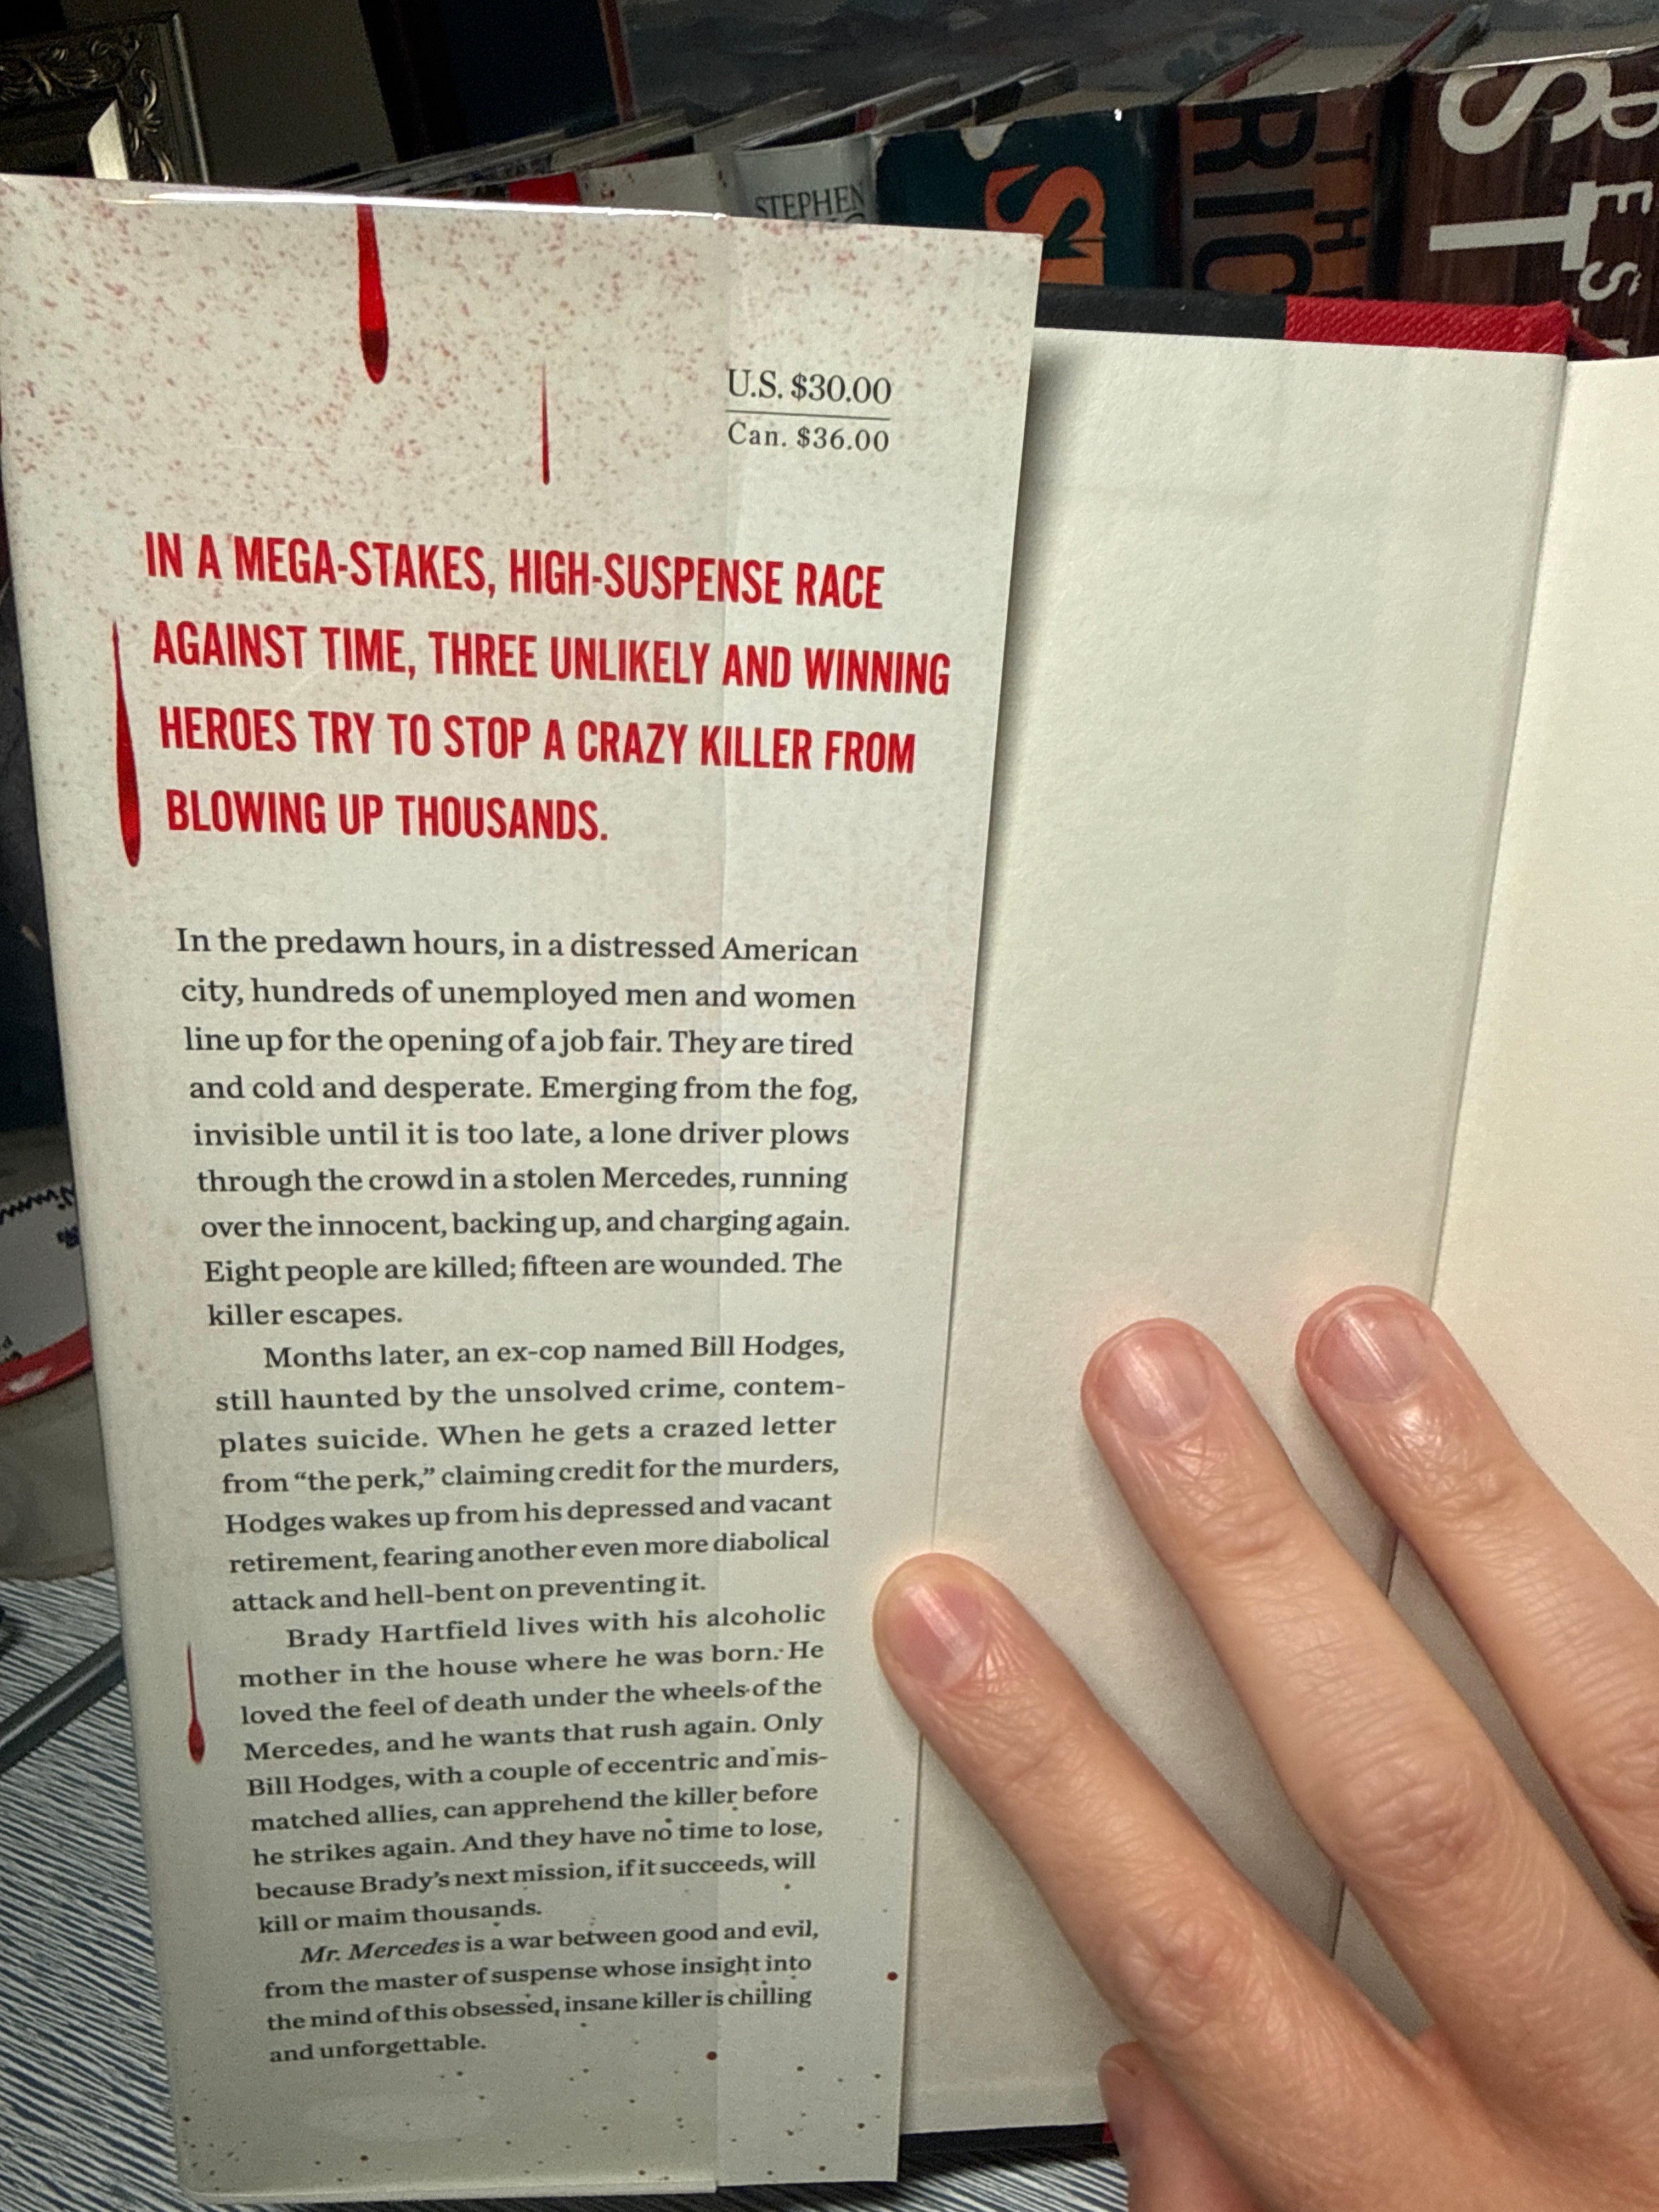 STEPHEN
U.S. $30.00
Can. $36.00
IN A MEGA-STAKES, HIGH-SUSPENSE RACE
AGAINST TIME, THREE UNLIKELY AND WINNING
HEROES TRY TO STOP A CRAZY KILLER FROM
BLOWING UP THOUSANDS.
In the predawn hours, in a distressed American
city, hundreds of unemployed men and women
line up for the opening of a job fair. They are tired
and cold and desperate. Emerging from the fog,
invisible until it is too late, a lone driver plows
through the crowd in a stolen Mercedes, running
over the innocent, backing up, and charging again.
Eight people are killed; fifteen are wounded. The
killer escapes.
Months later, an ex-cop named Bill Hodges,
still haunted by the unsolved crime, contem-
plates suicide. When he gets a crazed letter
from “the perk,” claiming credit for the murders,
Hodges wakes up from his depressed and vacant
retirement, fearing another even more diabolical
attack and hell-bent on preventing it.
Brady Hartfield lives with his alcoholic
mother in the house where he was born. He
loved the feel of death under the wheels of the
Mercedes, and he wants that rush again. Only
Bill Hodges, with a couple of eccentric and mis-
matched allies, can apprehend the killer before
he strikes again. And they have no time to lose,
because Brady’s next mission, if it succeeds, will
kill or maim thousands.
Mr. Mercedes is a war between good and evil,
from the master of suspense whose insight into
the mind of this obsessed, insane killer is chilling
and unforgettable.